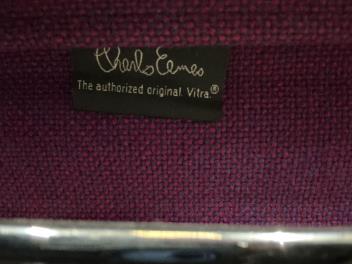 Charles Eames
The authorized original. Vitra.®